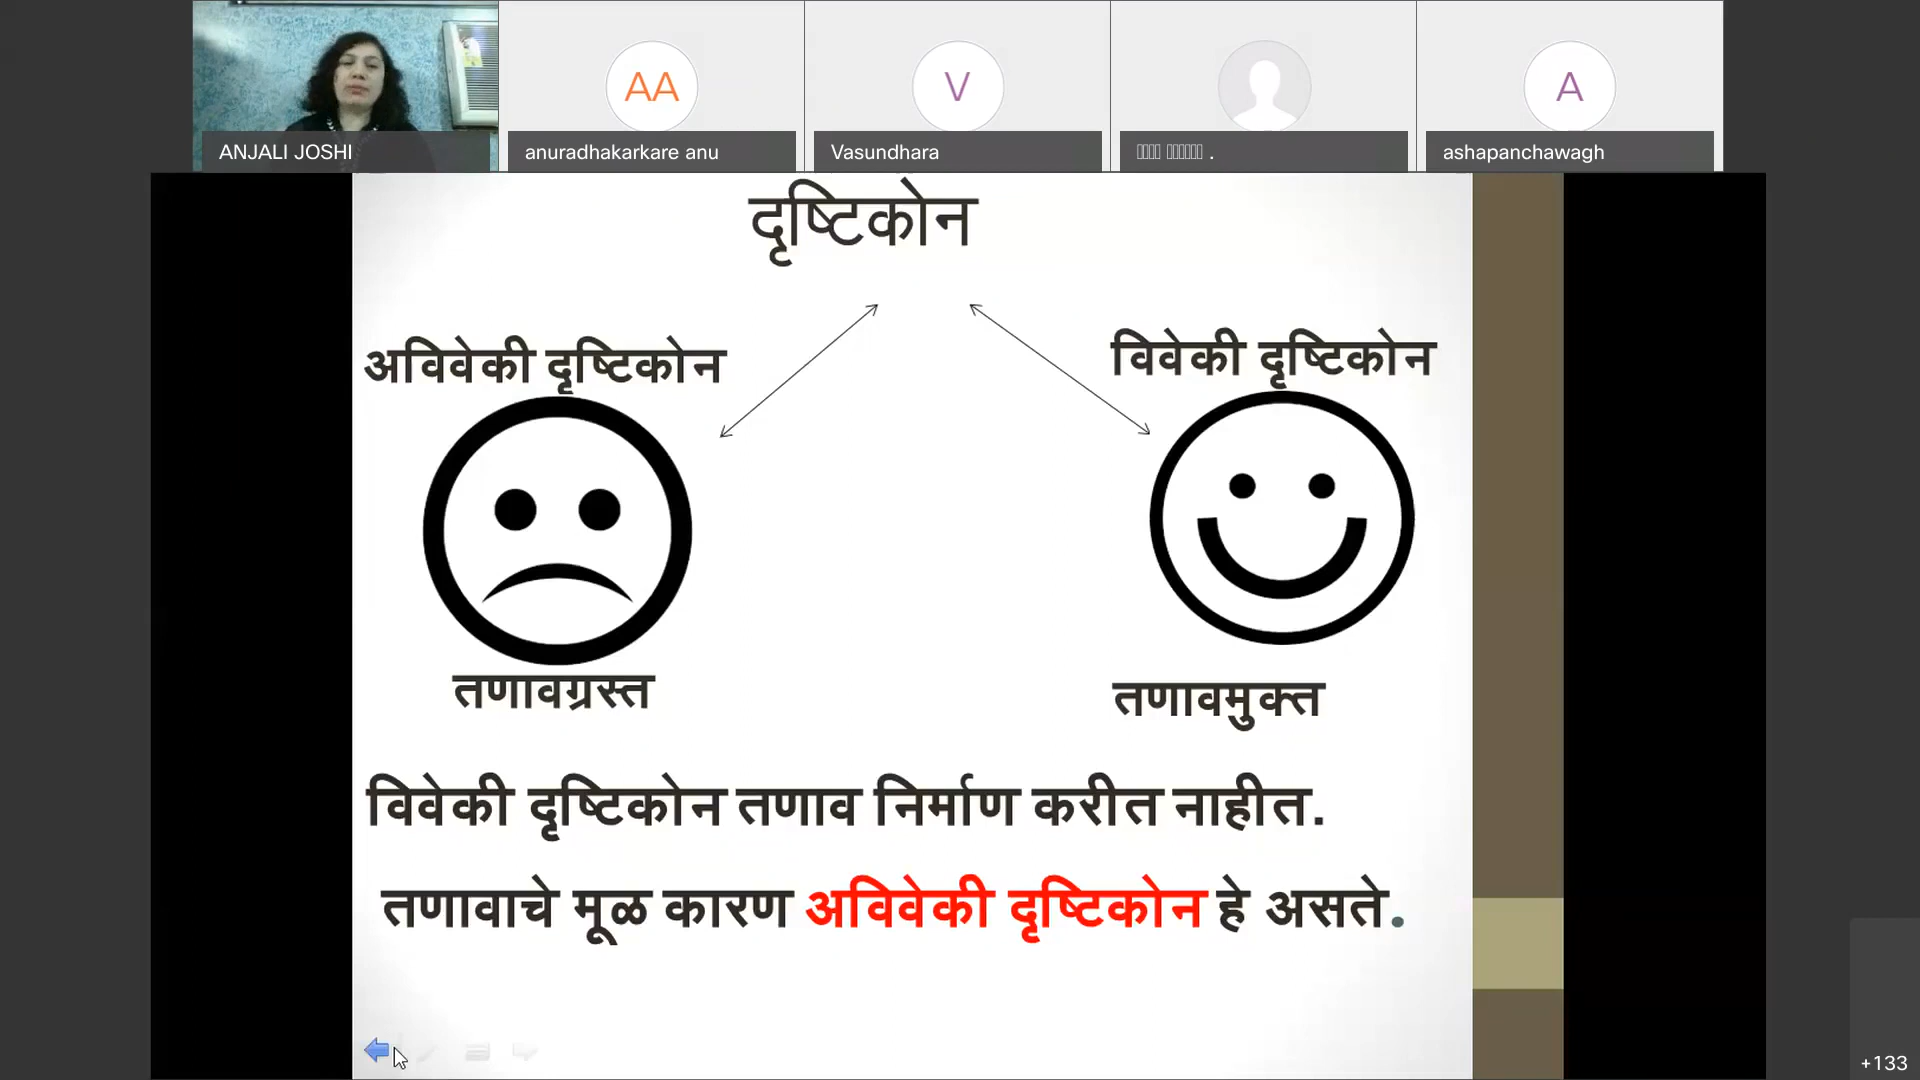 ANJALI JOSHI
AA
anuradhakarkare anu
V
Vasundhara
.
A
ashapanchawagh
दृष्टिकोन
अविवेकी दृष्टिकोन
विवेकी दृष्टिकोन
तणावग्रस्त
तणावमुक्त
विवेकी दृष्टिकोन तणाव निर्माण करीत नाहीत.
तणावाचे मूळ कारण अविवेकी दृष्टिकोन हे असते.
+133